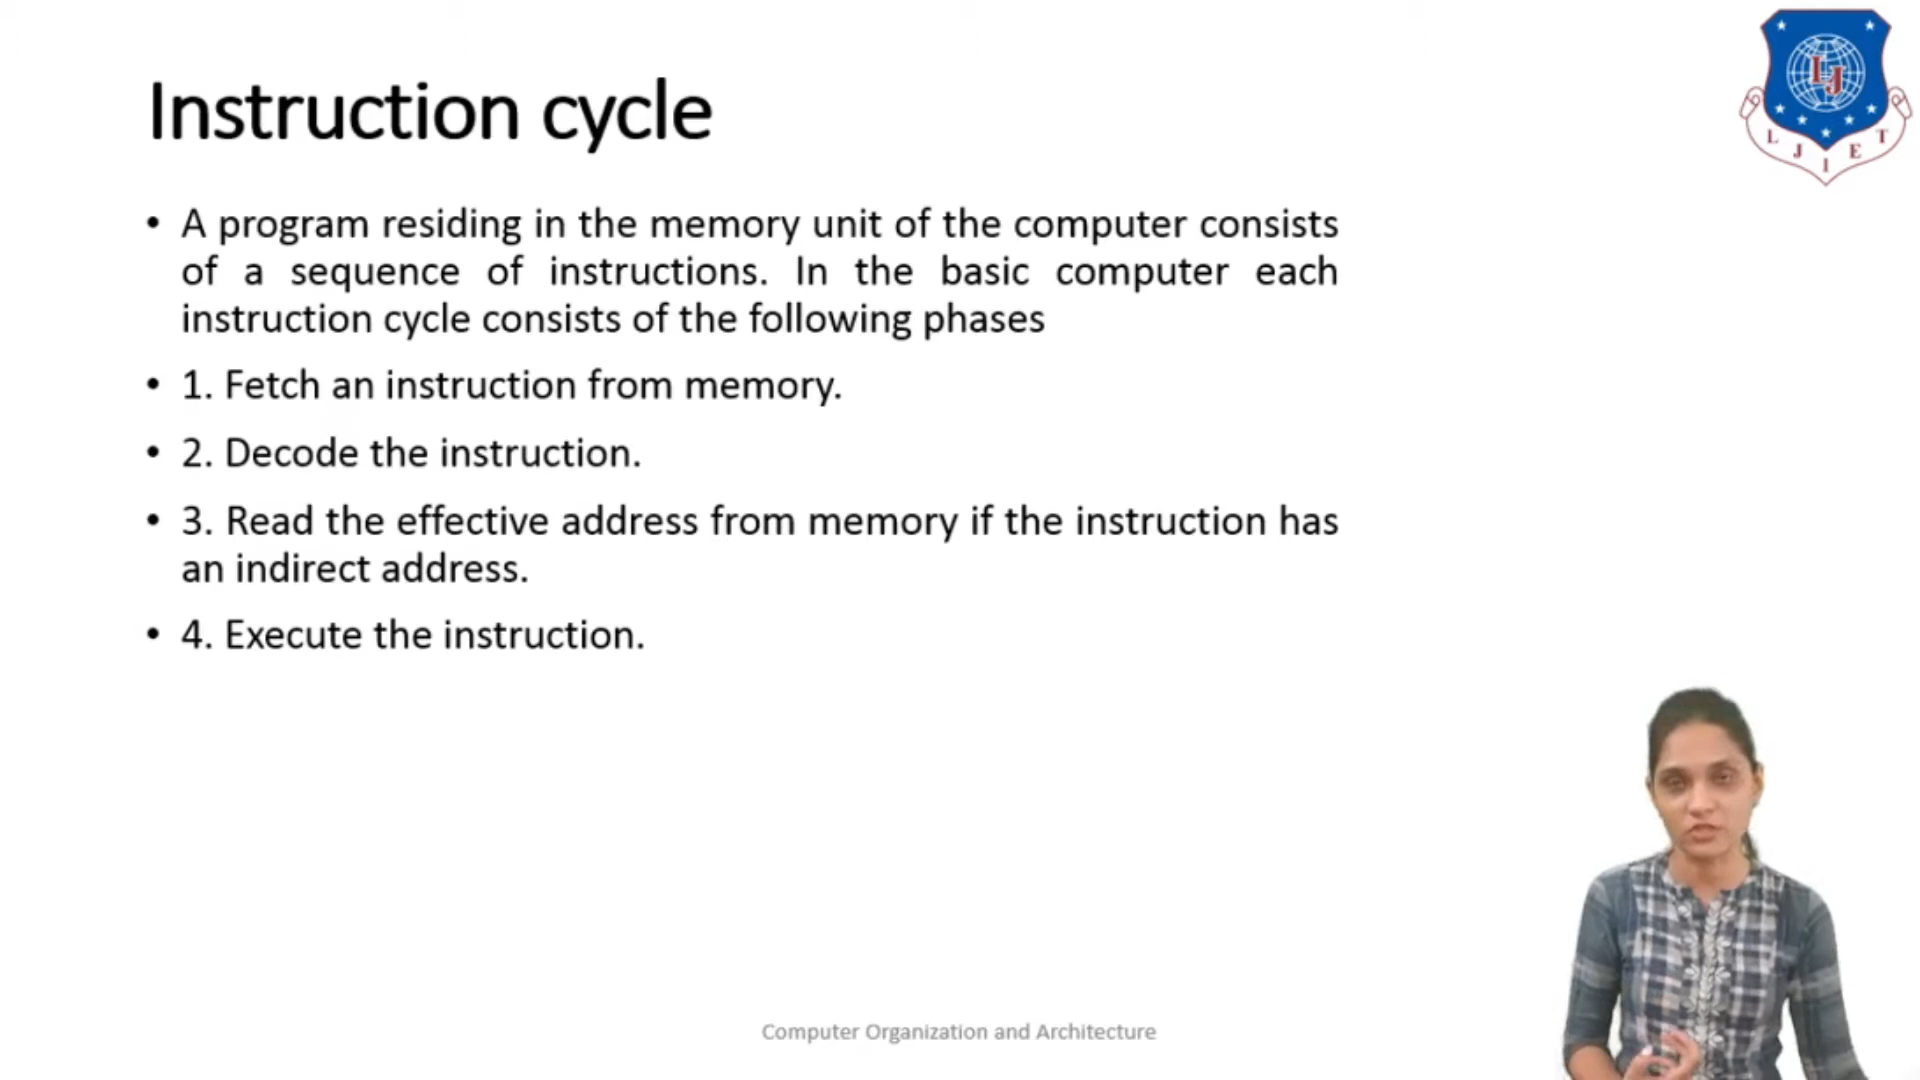 Instruction cycle
LJ
L J I E T
• A program residing in the memory unit of the computer consists
of a sequence of instructions. In the basic computer each
instruction cycle consists of the following phases
• 1. Fetch an instruction from memory.
• 2. Decode the instruction.
• 3. Read the effective address from memory if the instruction has
an indirect address.
• 4. Execute the instruction.
Computer Organization and Architecture